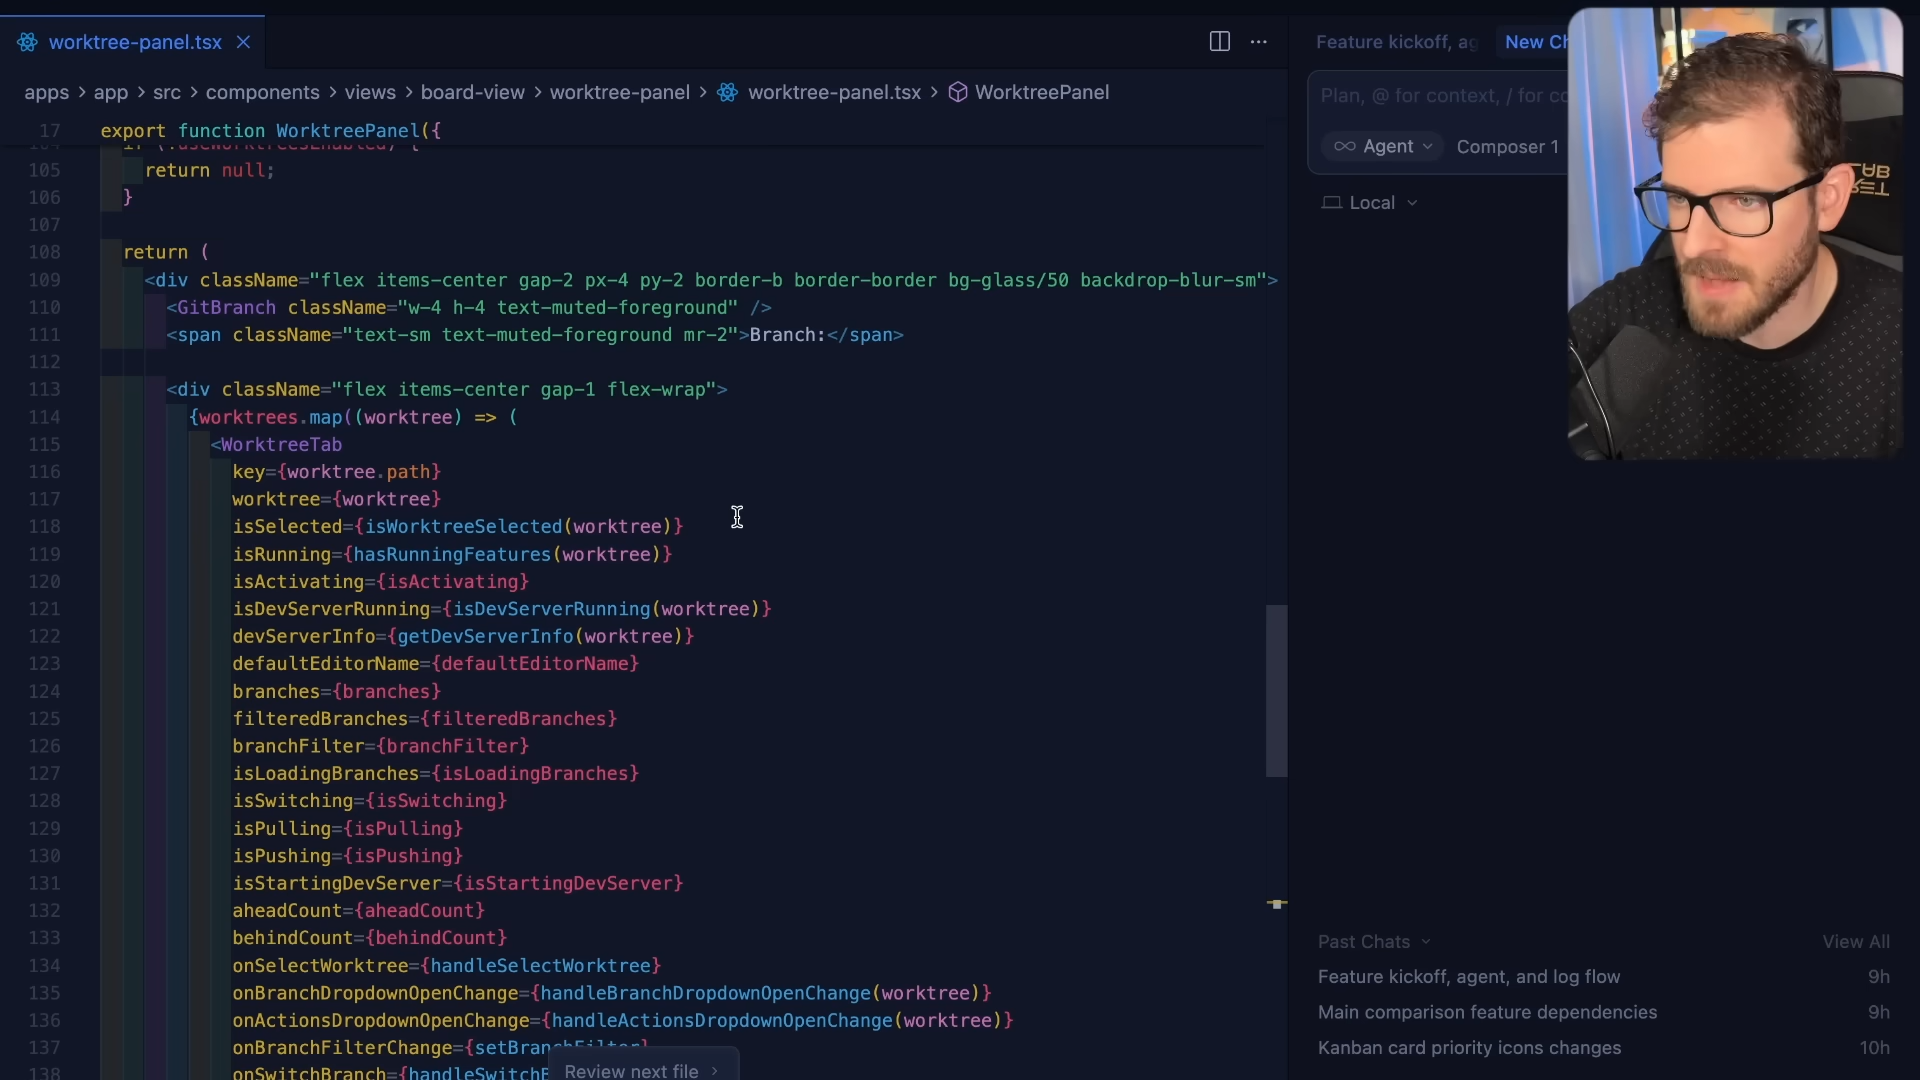 worktree-panel.tsx
Feature kickoff, ag
New Ch
apps > app > src > components > views > board-view > worktree-panel > worktree-panel.tsx > WorktreePanel
Plan, @ for context, / for co
Agent
Composer 1
Local
17 export function WorktreePanel({
105 return null;
106 }
107
108 return (
109 <div className="flex items-center gap-2 px-4 py-2 border-b border-border bg-glass/50 backdrop-blur-sm">
110 <GitBranch className="w-4 h-4 text-muted-foreground" />
111 <span className="text-sm text-muted-foreground mr-2">Branch:</span>
112
113 <div className="flex items-center gap-1 flex-wrap">
114 {worktrees.map((worktree) => (
115 <WorktreeTab
116 key={worktree.path}
117 worktree={worktree}
118 isSelected={isWorktreeSelected(worktree)}
119 isRunning={hasRunningFeatures(worktree)}
120 isActivating={isActivating}
121 isDevServerRunning={isDevServerRunning(worktree)}
122 devServerInfo={getDevServerInfo(worktree)}
123 defaultEditorName={defaultEditorName}
124 branches={branches}
125 filteredBranches={filteredBranches}
126 branchFilter={branchFilter}
127 isLoadingBranches={isLoadingBranches}
128 isSwitching={isSwitching}
129 isPulling={isPulling}
130 isPushing={isPushing}
131 isStartingDevServer={isStartingDevServer}
132 aheadCount={aheadCount}
133 behindCount={behindCount}
134 onSelectWorktree={handleSelectWorktree}
135 onBranchDropdownOpenChange={handleBranchDropdownOpenChange(worktree)}
136 onActionsDropdownOpenChange={handleActionsDropdownOpenChange(worktree)}
137 onBranchFilterChange={setBranchFilter}
138 onSwitchBranch={handleSwitchB
Review next file >
Past Chats
View All
Feature kickoff, agent, and log flow 9h
Main comparison feature dependencies 9h
Kanban card priority icons changes 10h